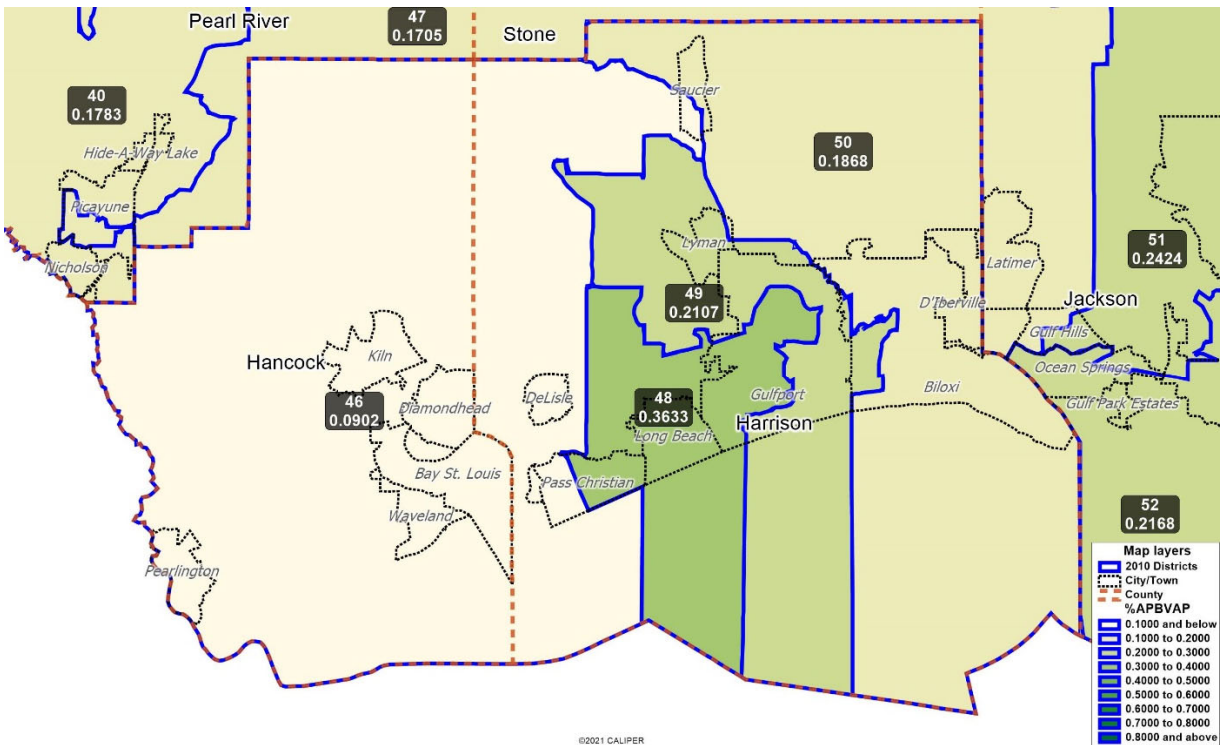 Pearl River
47
0.1705
Stone
40
0.1783
Saucier
50
0.1868
Hide-A-Way Lake
Picayune
Nicholson
Lyman
Latimer
51
0.2424
49
0.2107
D'Iberville
Jackson
Gulf Hills
Hancock
Kiln
Ocean Springs
46
0.0902
Diamondhead
DeLisle
48
0.3633
Gulfport
Biloxi
Gulf Park Estates
Long Beach
Harrison
Bay St. Louis
Pass Christian
Waveland
52
0.2168
Pearlington
Map layers
2010 Districts
City/Town
County
%APBVAP
0.1000 and below
0.1000 to 0.2000
0.2000 to 0.3000
0.3000 to 0.4000
0.4000 to 0.5000
0.5000 to 0.6000
0.6000 to 0.7000
0.7000 to 0.8000
0.8000 and above
©2021 CALIPER